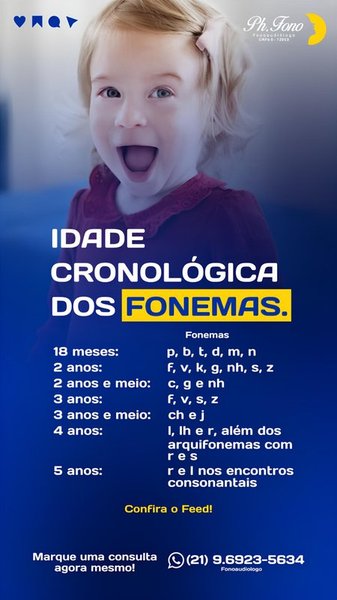 Ph.Fono
Fonoaudiólogo
IDADE
CRONOLÓGICA
DOS FONEMAS.
Fonemas
18 meses: p, b, t, d, m, n
2 anos: f, v, k, g, nh, s, z
2 anos e meio: c, g e nh
3 anos: f, v, s, z
3 anos e meio: ch e j
4 anos: l, lh e r, além dos
arquifonemas com
r e s
5 anos: r e l nos encontros
consonantais
Confira o Feed!
Marque uma consulta
agora mesmo!
(21) 9.6923-5634
Fonoaudiologo